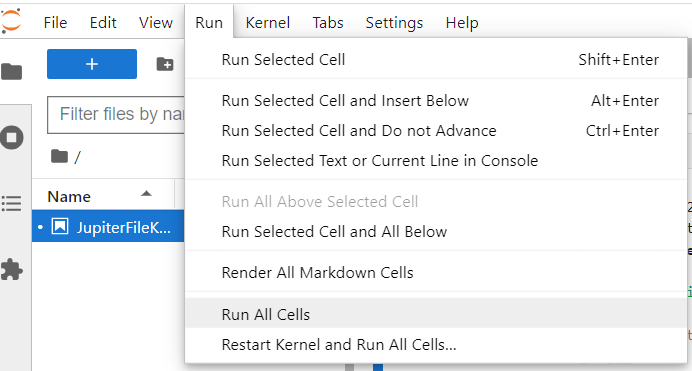 File Edit View Run Kernel Tabs Settings Help
+
Run Selected Cell Shift+Enter
Filter files by na
Run Selected Cell and Insert Below Alt+Enter
Run Selected Cell and Do not Advance Ctrl+Enter
/
Run Selected Text or Current Line in Console
Name
Run All Above Selected Cell
JupiterFileK...
Run Selected Cell and All Below
Render All Markdown Cells
Run All Cells
Restart Kernel and Run All Cells...